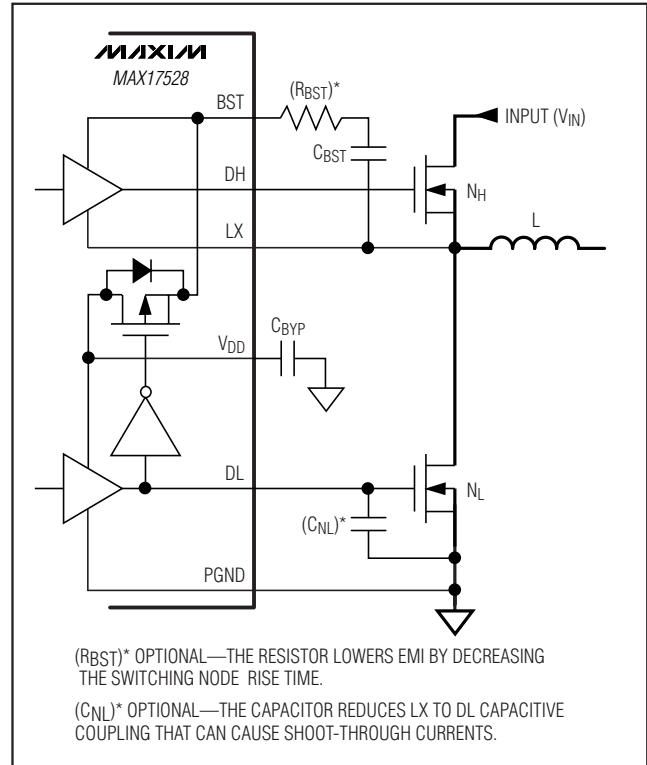 MAXIM
MAX17528
BST
(RBST)*
INPUT (VIN)
CBST
DH
NH
LX
L
CBYP
VDD
DL
NL
(CNL)*
PGND
(RBST)* OPTIONAL—THE RESISTOR LOWERS EMI BY DECREASING
THE SWITCHING NODE RISE TIME.
(CNL)* OPTIONAL—THE CAPACITOR REDUCES LX TO DL CAPACITIVE
COUPLING THAT CAN CAUSE SHOOT-THROUGH CURRENTS.